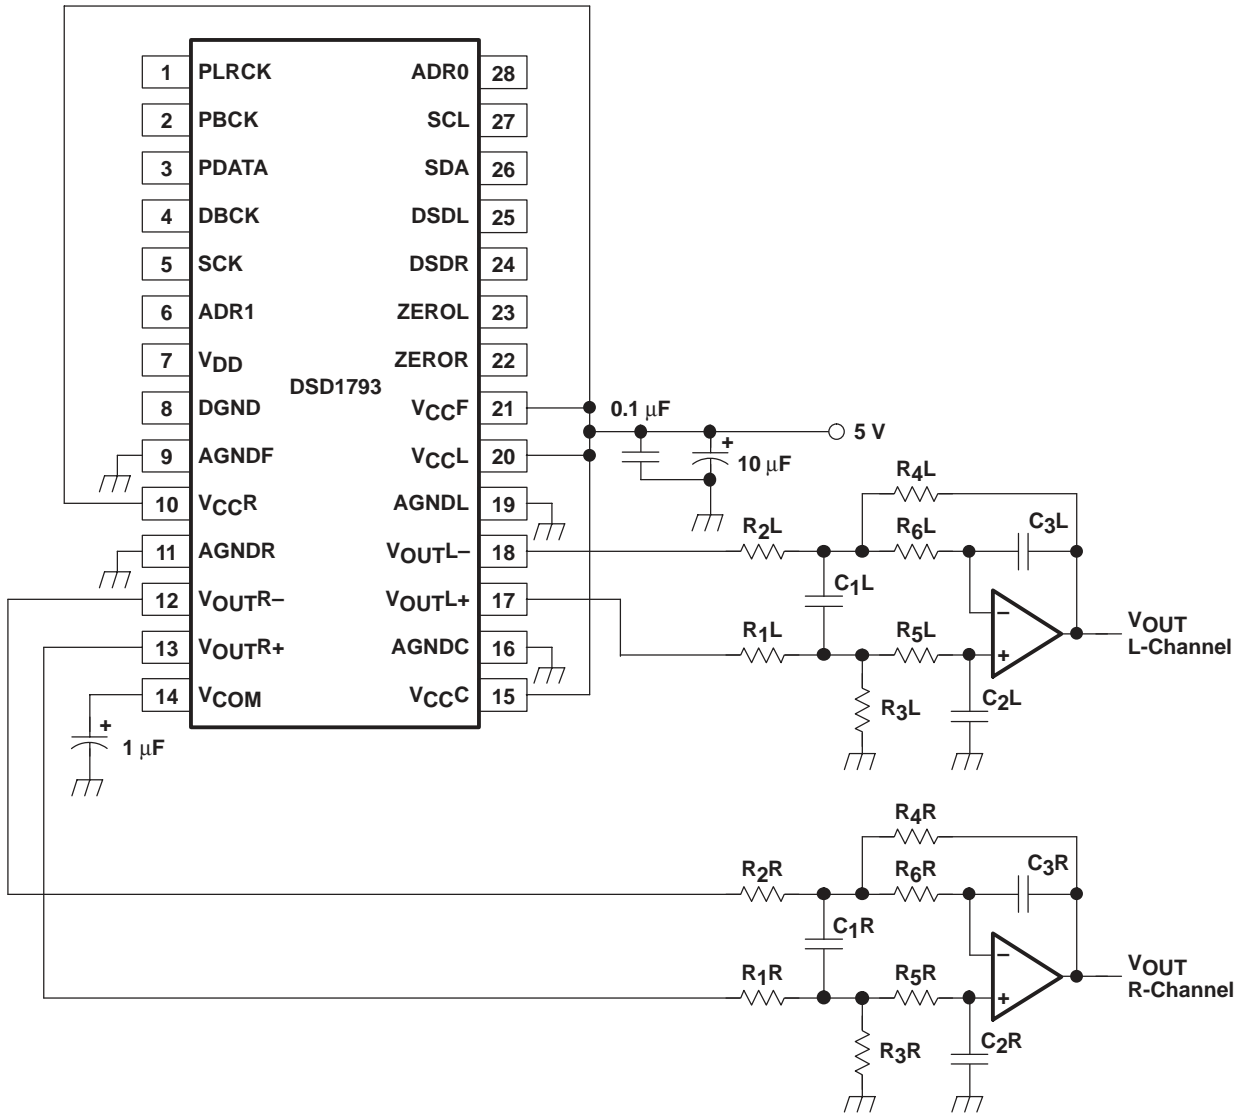 1 PLRCK ADR0 28
2 PBCK SCL 27
3 PDATA SDA 26
4 DBCK DSDL 25
5 SCK DSDR 24
6 ADR1 ZEROL 23
7 VDD ZEROR 22
DSD1793
8 DGND VCCF 21
9 AGNDF VCCL 20
10 VCCR AGNDL 19
11 AGNDR VOUTL– 18
12 VOUTR– VOUTL+ 17
13 VOUTR+ AGNDC 16
14 VCOM VCCC 15
+
1 μF
0.1 μF
+
10 μF
5 V
R4L
R2L
R6L
C3L
C1L
–
R1L
R5L
+
VOUT
L-Channel
R3L
C2L
R4R
R2R
R6R
C3R
C1R
–
R1R
R5R
+
VOUT
R-Channel
R3R
C2R